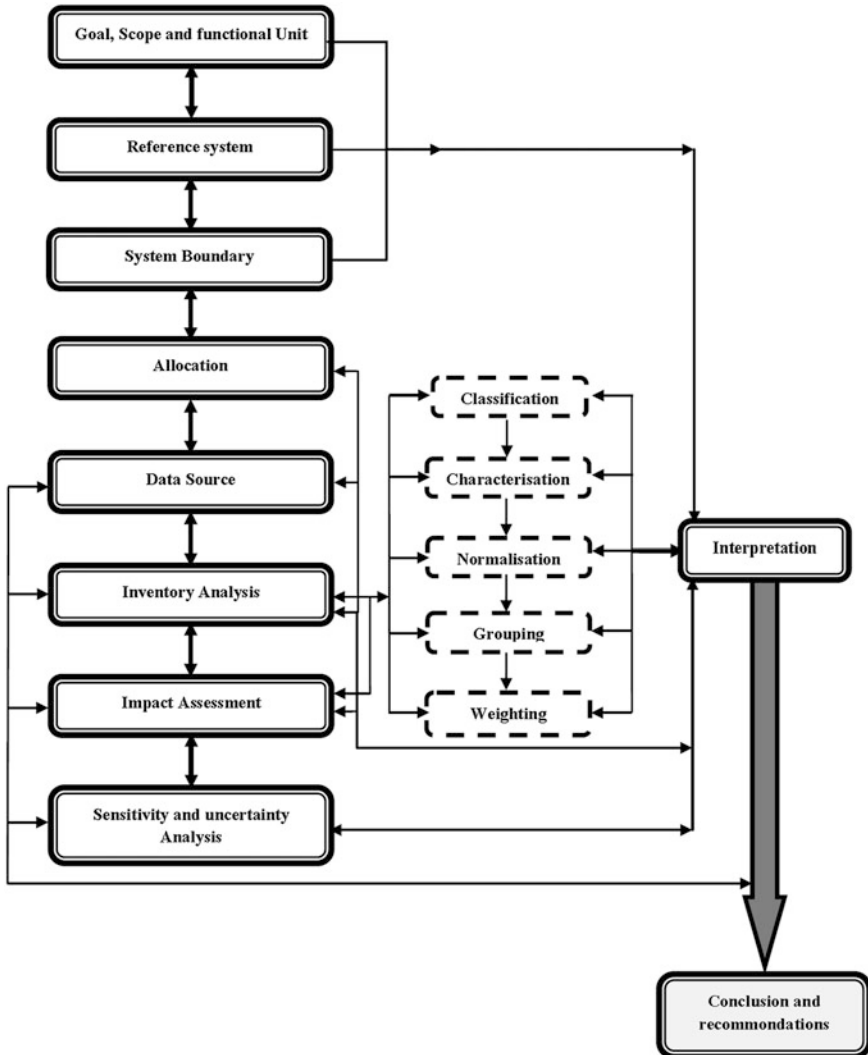 Goal, Scope and functional Unit
Reference system
System Boundary
Allocation
Data Source
Inventory Analysis
Impact Assessment
Sensitivity and uncertainty
Analysis
Classification
Characterisation
Normalisation
Grouping
Weighting
Interpretation
Conclusion and
recommendations